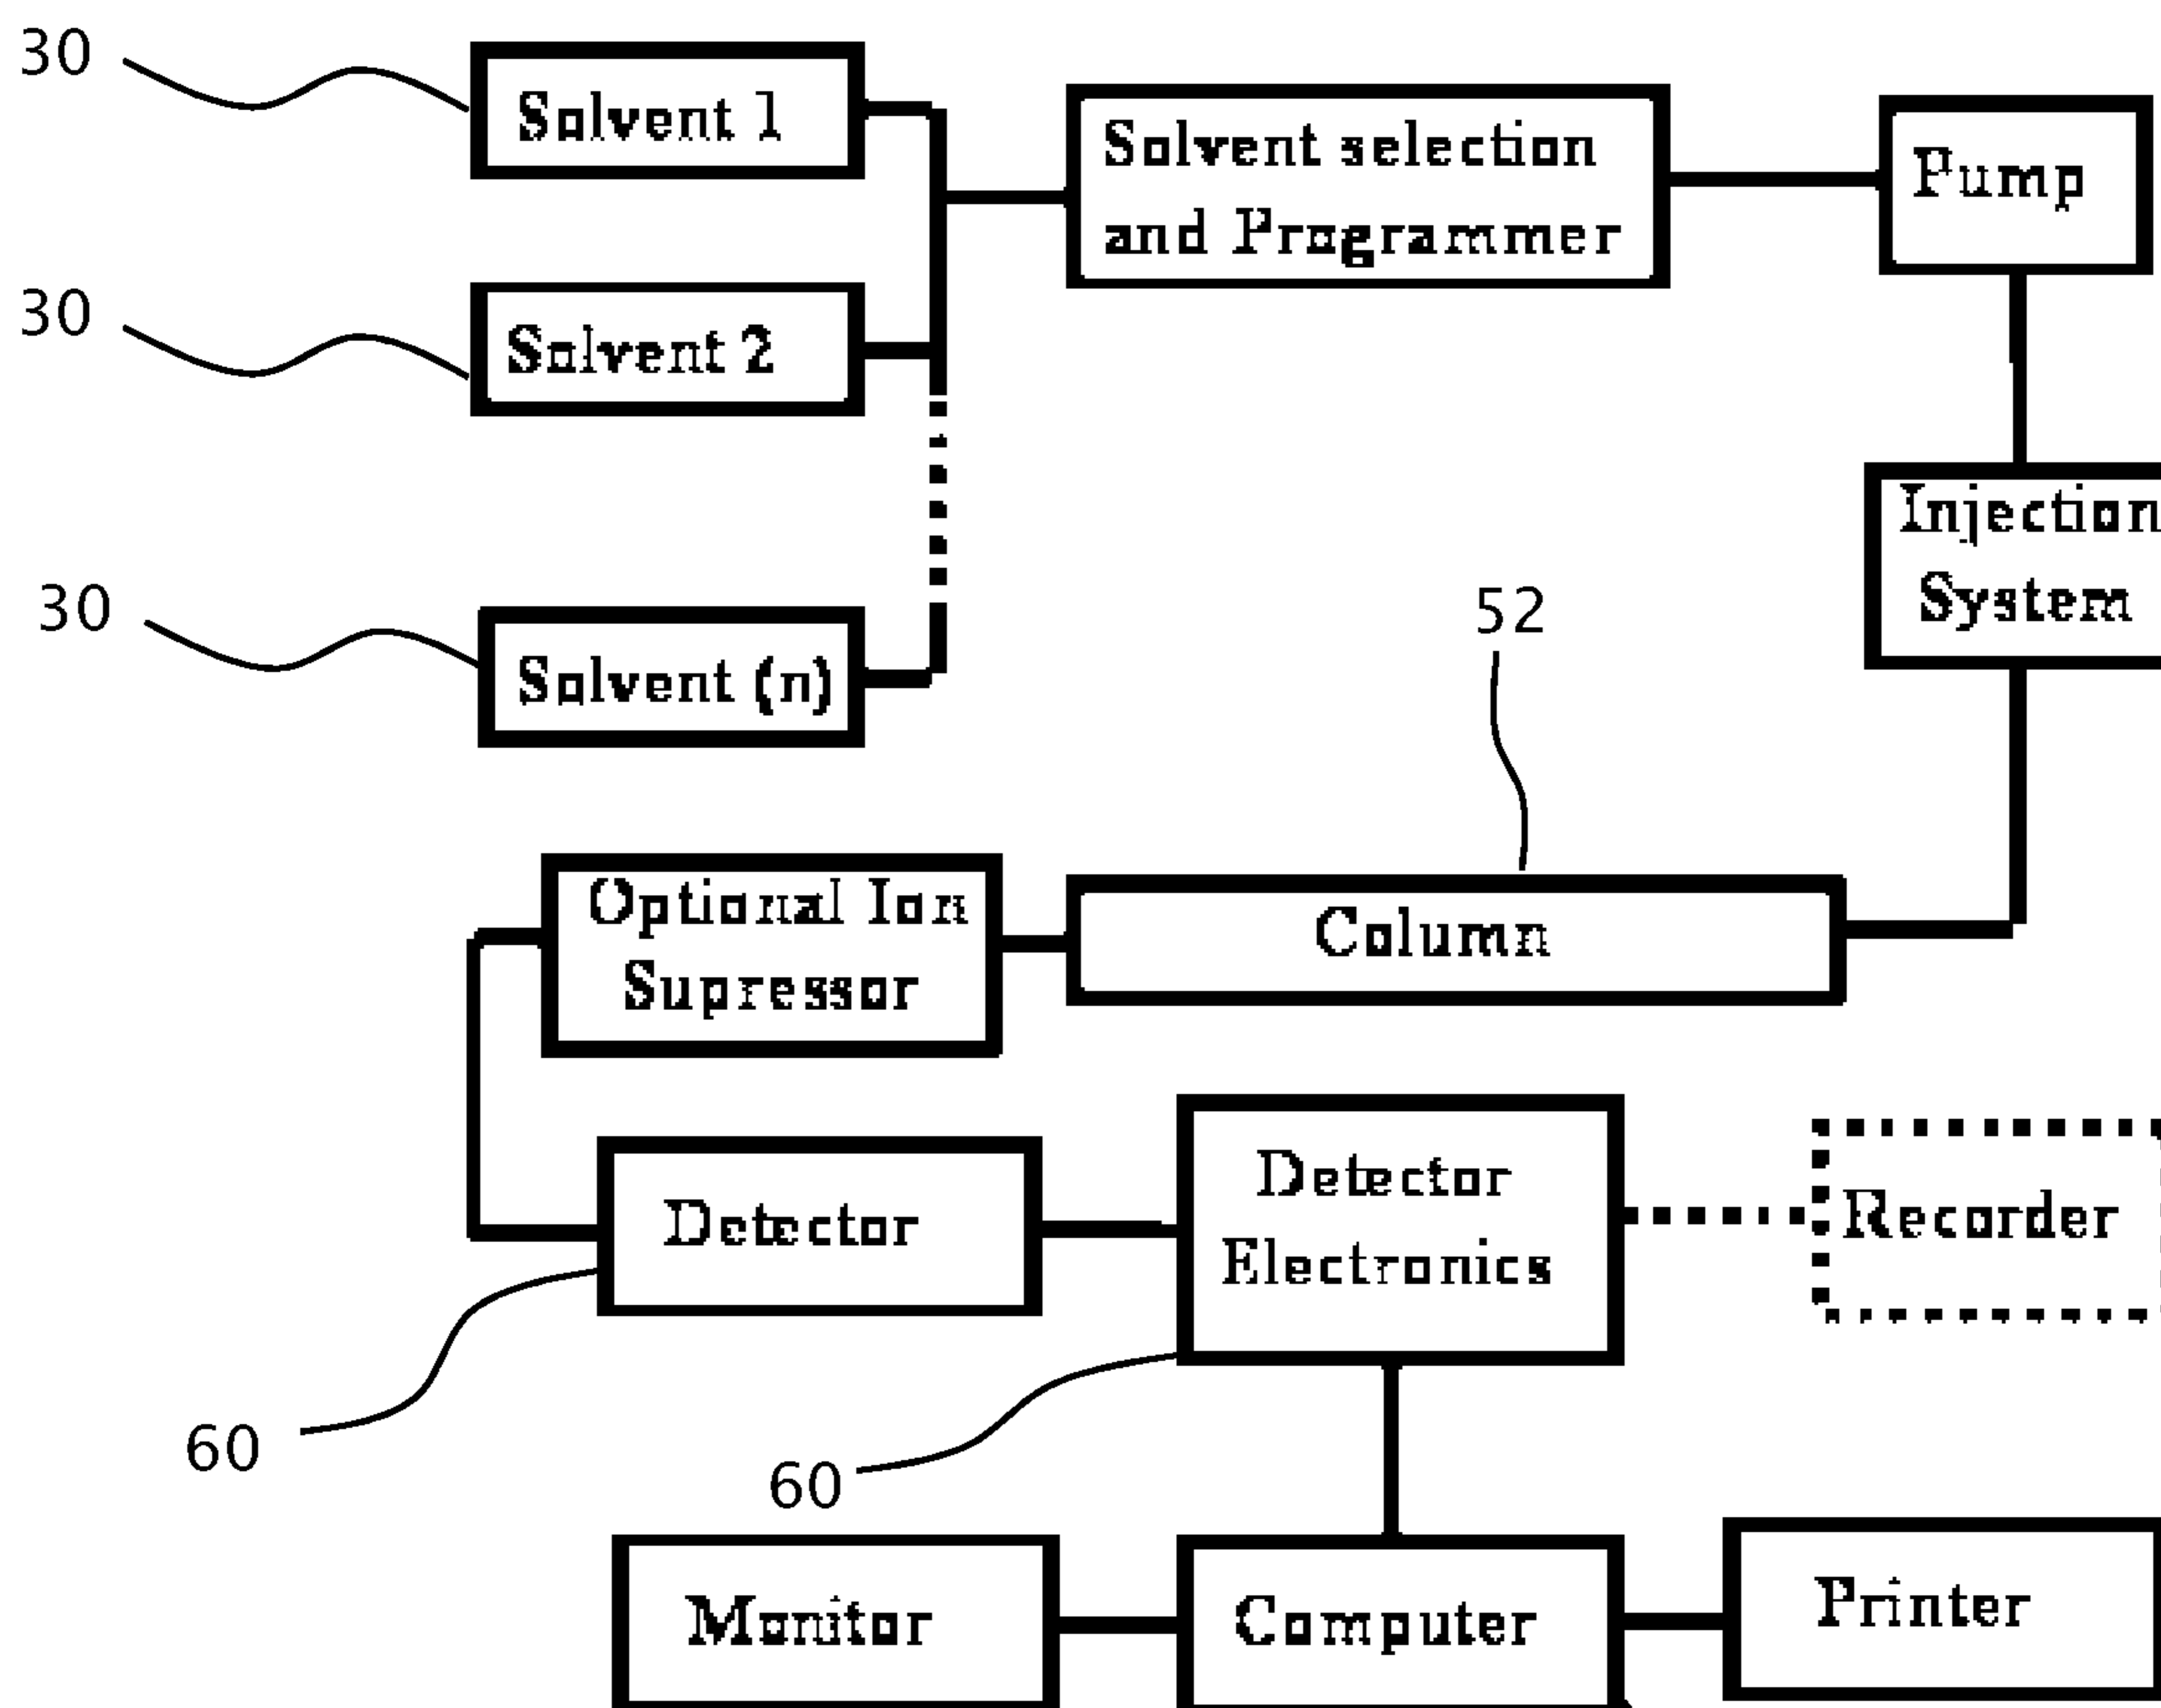 30
Solvent 1
Solvent selection
and Programmer
Pump
30
Solvent 2
Injection
System
30
Solvent (n)
52
Optional Ion
Supressor
Column
Detector
Detector
Electronics
Recorder
60
60
Monitor
Computer
Printer